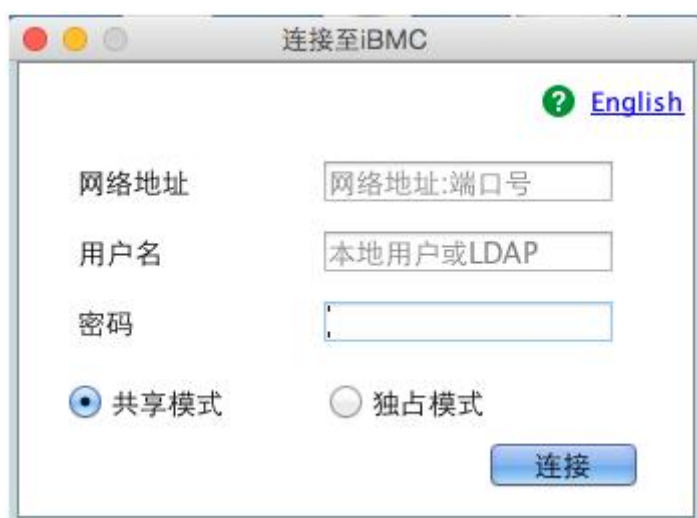 连接至iBMC
? English
网络地址 网络地址:端口号
用户名 本地用户或LDAP
密码
共享模式 独占模式
连接